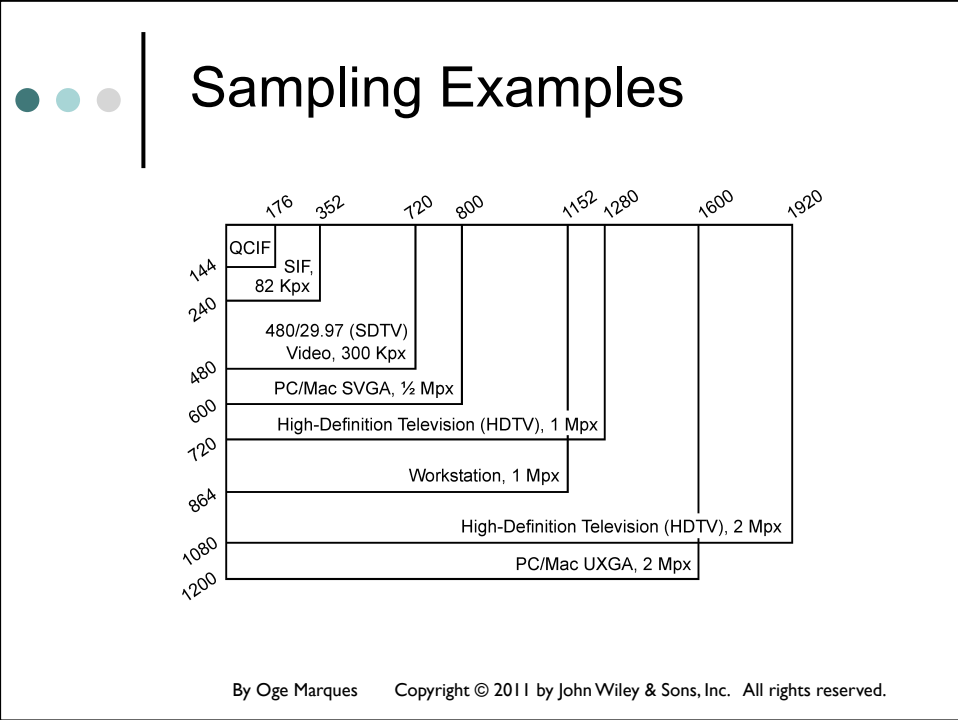 Sampling Examples
176 352 720 800 1152 1280 1600 1920
QCIF
144
SIF,
82 Kpx
240
480/29.97 (SDTV)
Video, 300 Kpx
480
PC/Mac SVGA, ½ Mpx
600
High-Definition Television (HDTV), 1 Mpx
720
Workstation, 1 Mpx
864
High-Definition Television (HDTV), 2 Mpx
1080
PC/Mac UXGA, 2 Mpx
1200
By Oge Marques Copyright © 2011 by John Wiley & Sons, Inc. All rights reserved.